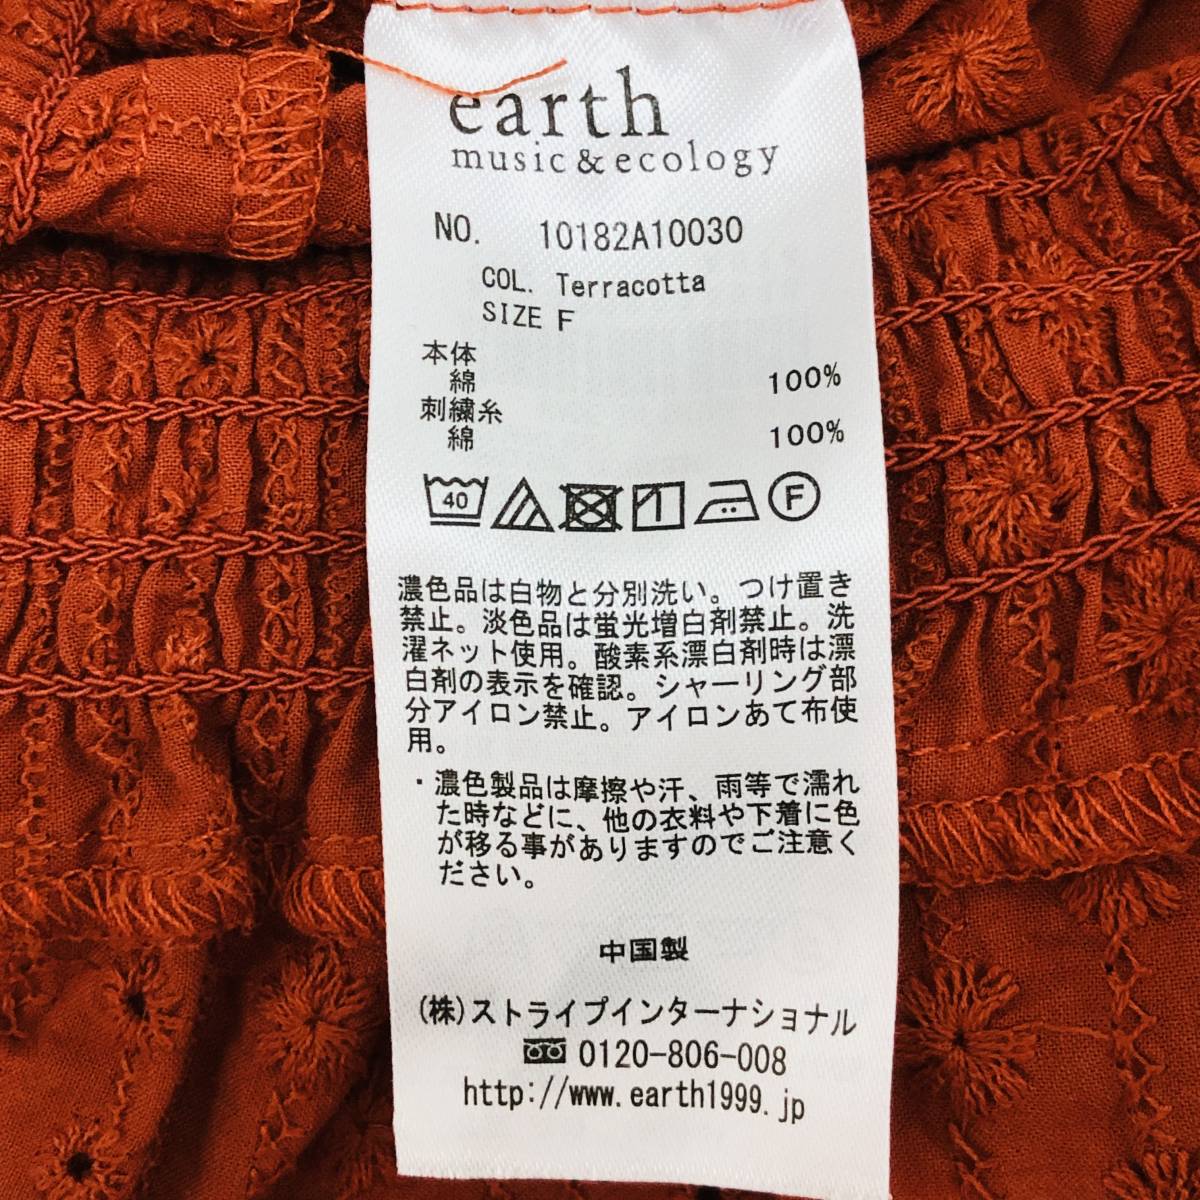 earth
music & ecology
NO. 10182A10030
COL. Terracotta
SIZE F
本体
綿 100%
刺繍糸
綿 100%
40 F
濃色品は白物と分別洗い。つけ置き
禁止。淡色品は蛍光増白剤禁止。洗
濯ネット使用。酸素系漂白剤時は漂
白剤の表示を確認。シャーリング部
分アイロン禁止。アイロンあて布使
用。
・濃色製品は摩擦や汗、雨等で濡れ
た時などに、他の衣料や下着に色
が移る事がありますのでご注意く
ださい。
中国製
(株)ストライプインターナショナル
0120-806-008
http://www.earth1999.jp